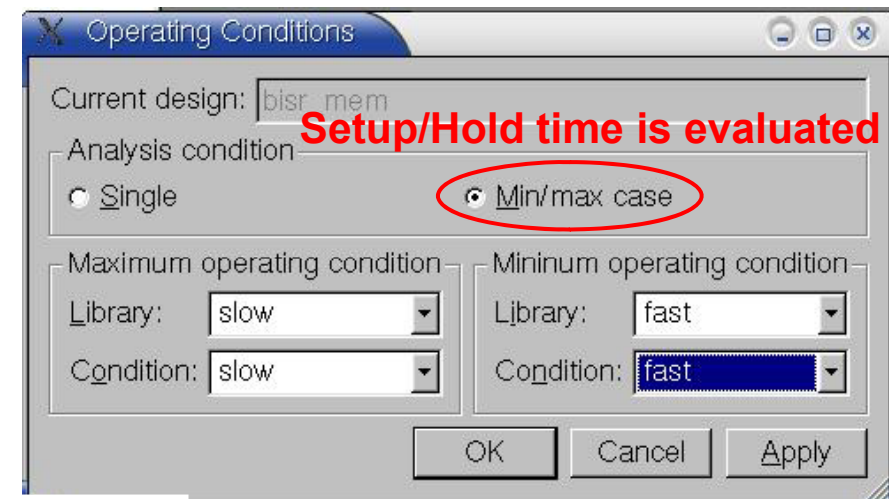 Operating Conditions
Current design: bisr_mem
Setup/Hold time is evaluated
Analysis condition
Single
Min/max case
Maximum operating condition
Library: slow
Condition: slow
Mininum operating condition
Library: fast
Condition: fast
OK Cancel Apply